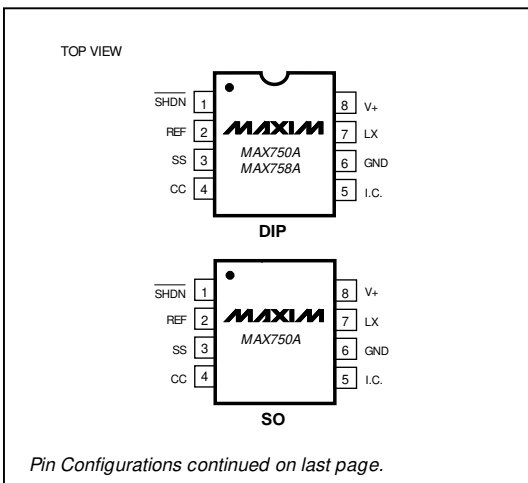 TOP VIEW
SHDN 1
REF 2
SS 3
CC 4
MAXIM
MAX750A
MAX758A
8 V+
7 LX
6 GND
5 I.C.
DIP
SHDN 1
REF 2
SS 3
CC 4
MAXIM
MAX750A
8 V+
7 LX
6 GND
5 I.C.
SO
Pin Configurations continued on last page.